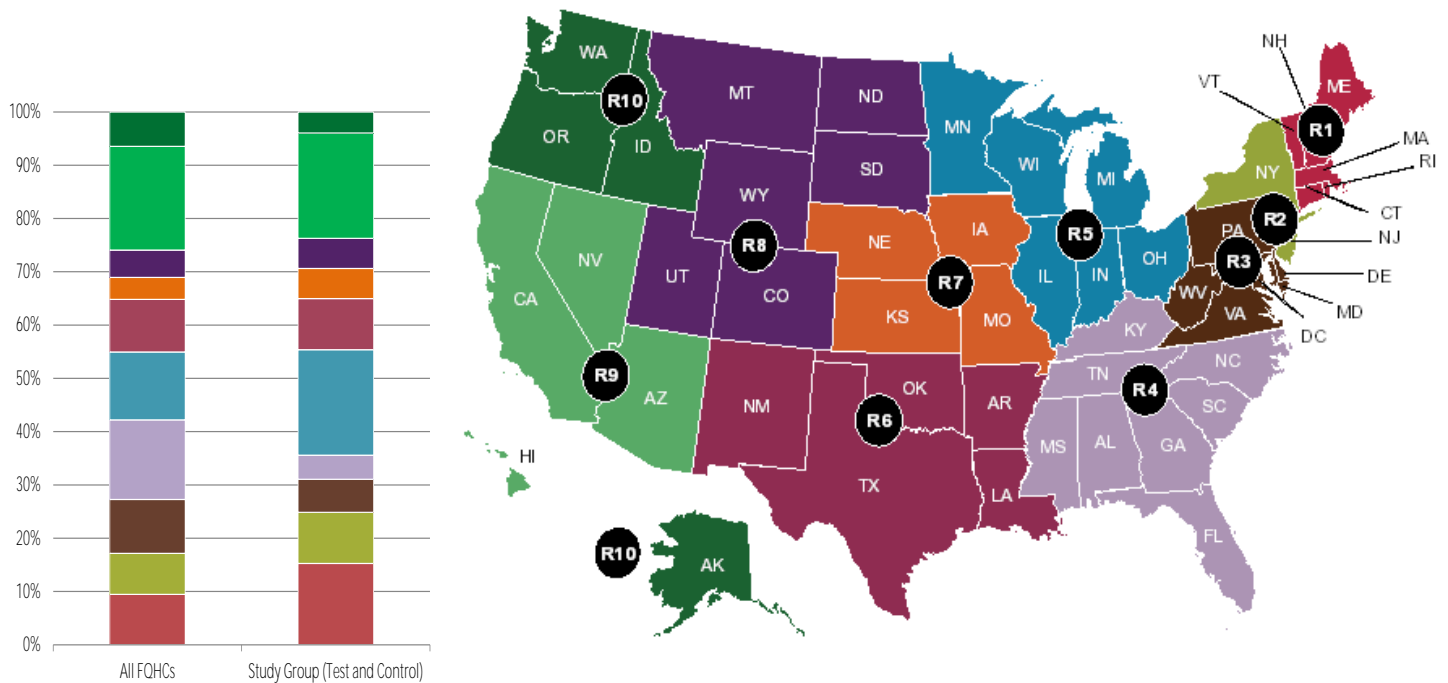 100%
90%
80%
70%
60%
50%
40%
30%
20%
10%
0%
All FQHCs
Study Group (Test and Control)
WA
R10
OR
ID
MT
ND
MN
WI
MI
SD
WY
R8
NE
IA
R5
NV
UT
CO
R7
IL
IN
OH
CA
KS
MO
KY
WV
VA
PA
R3
R2
NY
NH
VT
ME
R1
MA
RI
CT
NJ
DE
MD
DC
R9
AZ
NM
OK
R6
AR
TN
R4
NC
SC
MS
AL
GA
TX
LA
FL
HI
R10
AK